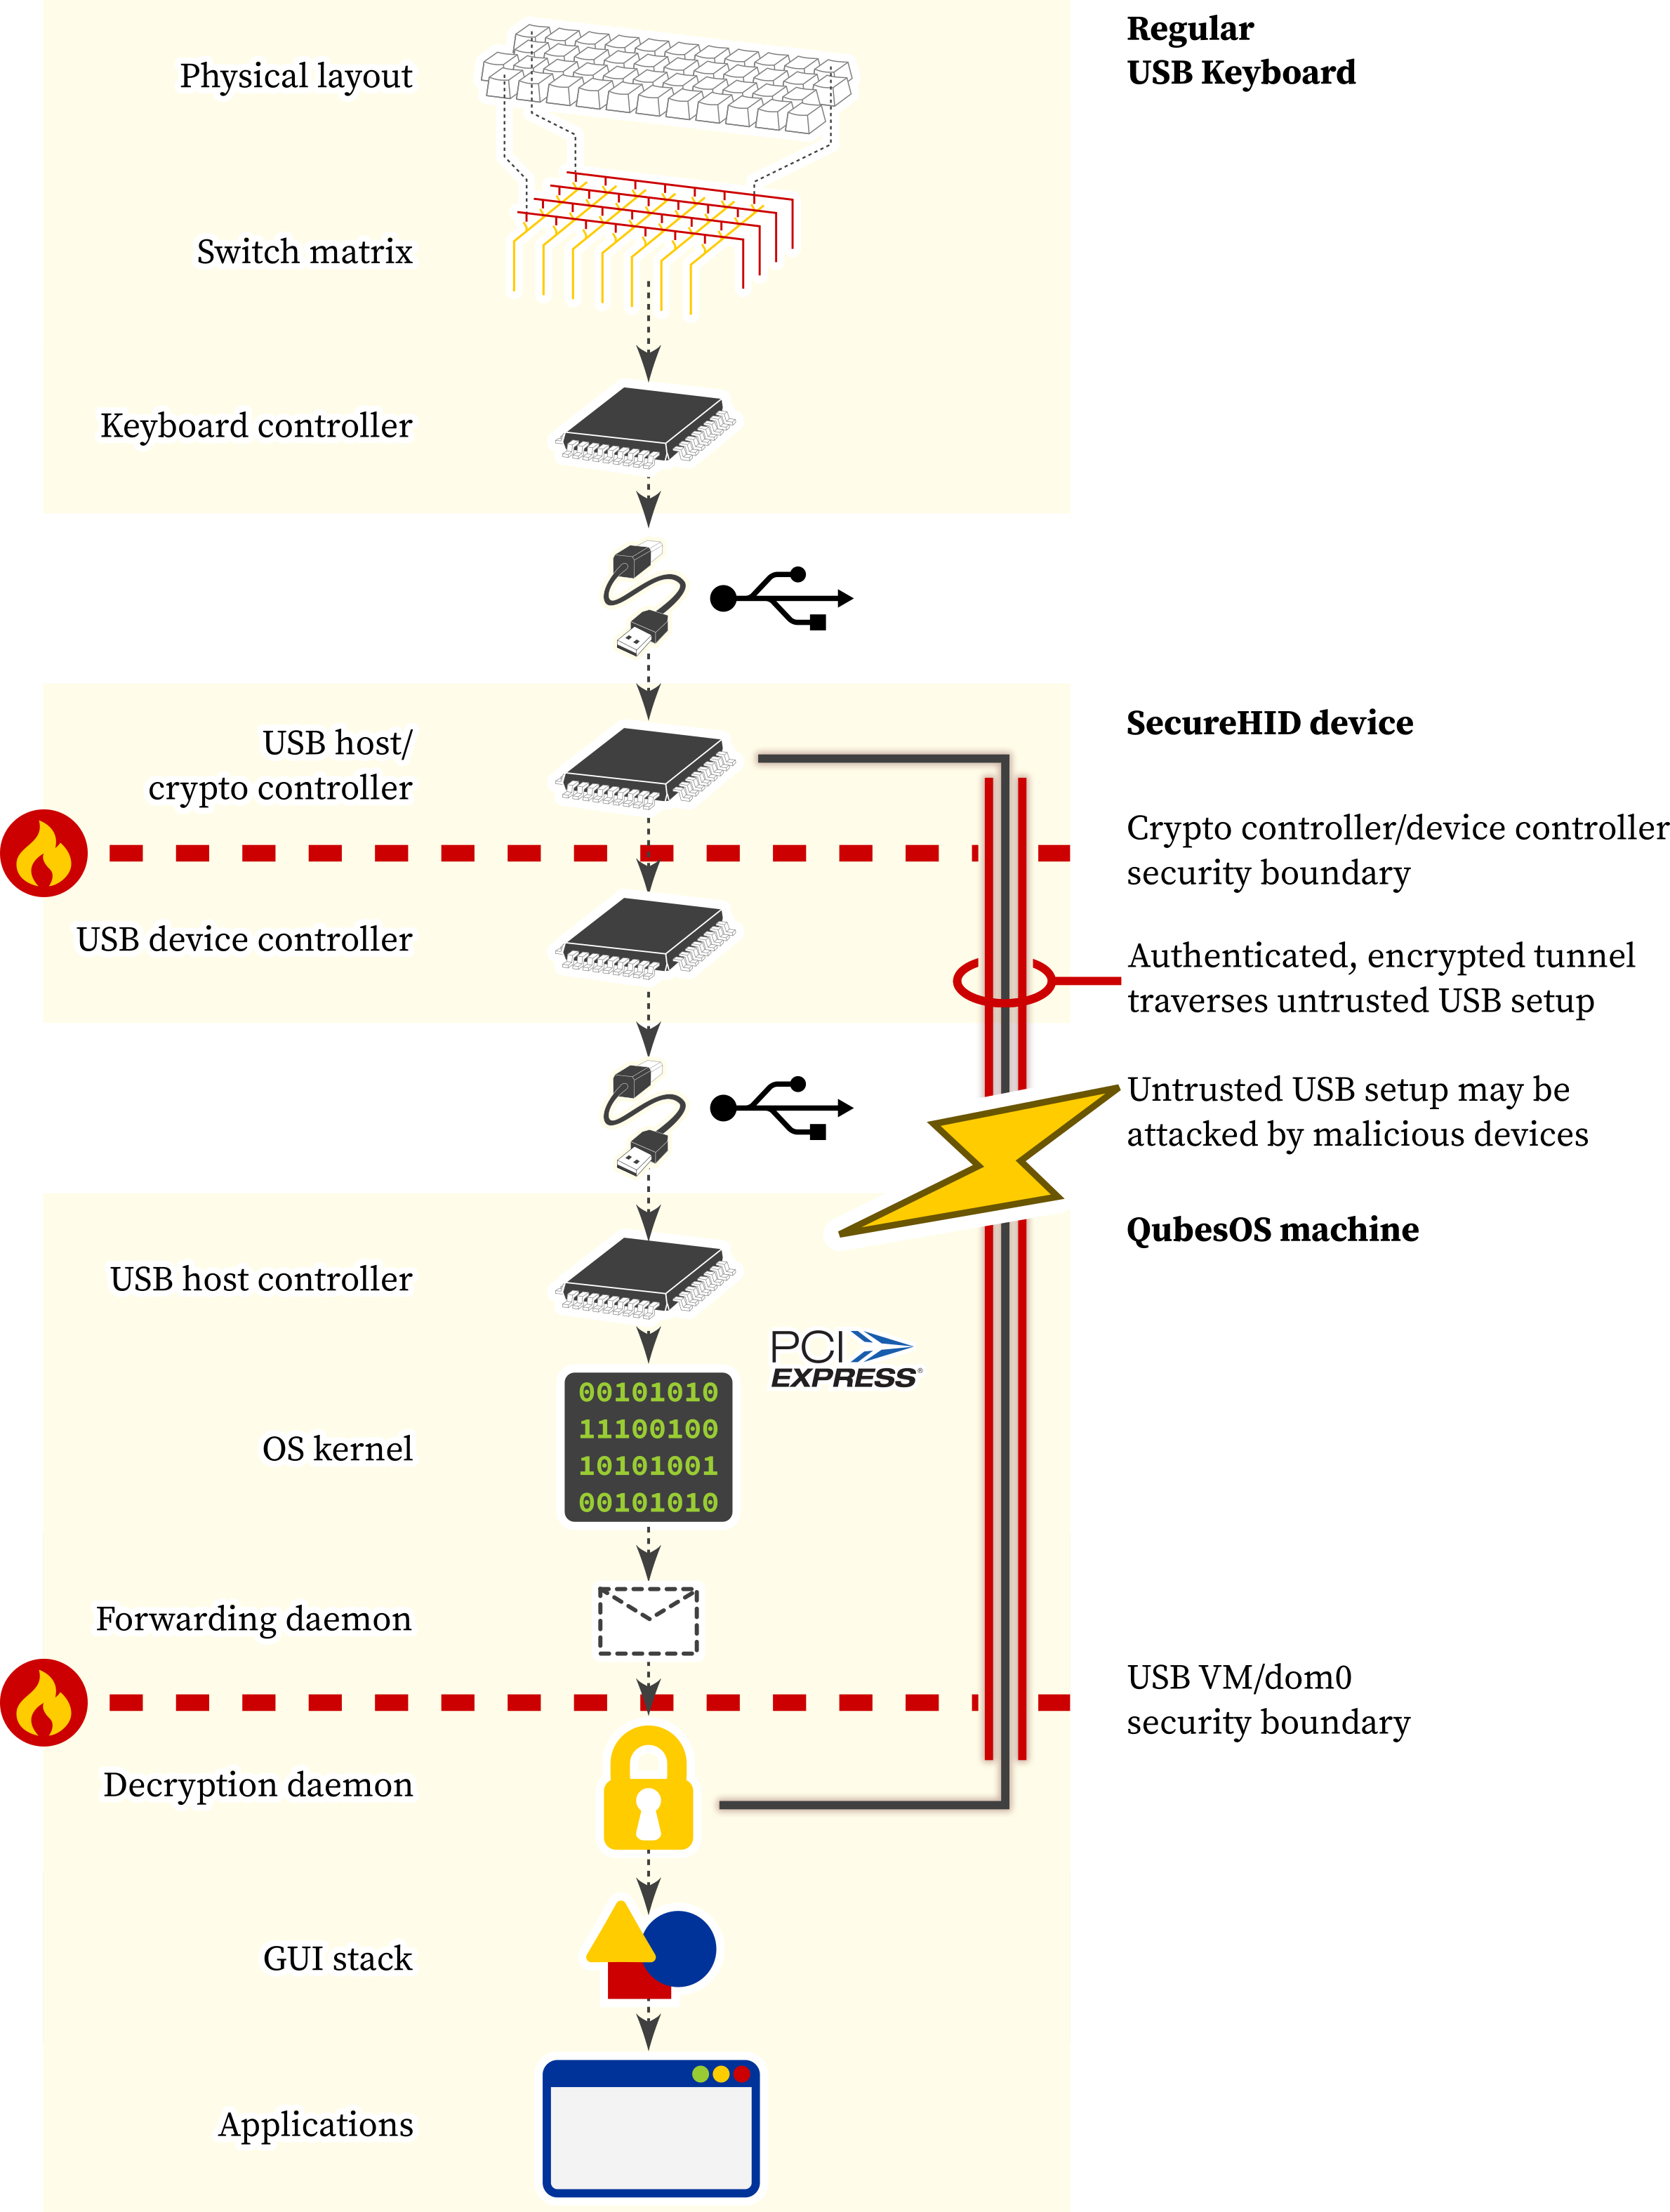 Regular
USB Keyboard
Physical layout
Switch matrix
Keyboard controller
SecureHID device
USB host/
crypto controller
Crypto controller/device controller
security boundary
USB device controller
Authenticated, encrypted tunnel
traverses untrusted USB setup
Untrusted USB setup may be
attacked by malicious devices
QubesOS machine
USB host controller
PCI
EXPRESS®
00101010
11100100
OS kernel
10101001
00101010
Forwarding daemon
USB VM/dom0
security boundary
Decryption daemon
GUI stack
Applications